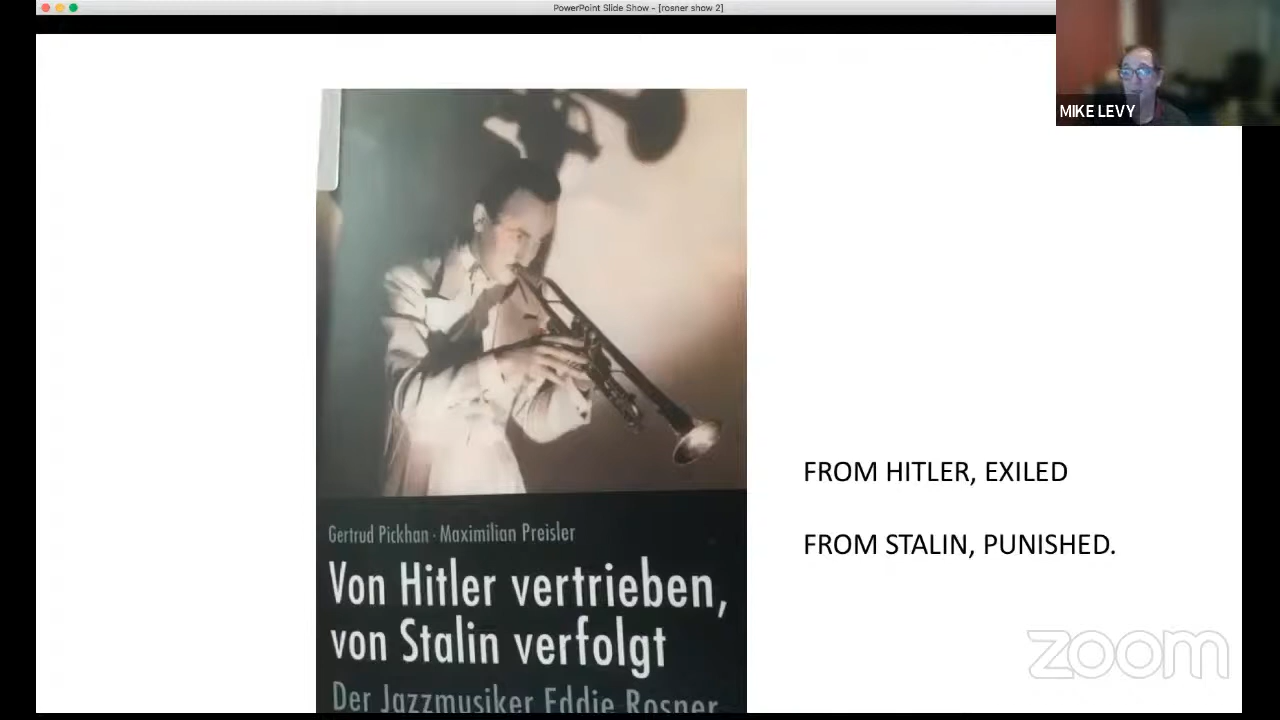 PowerPoint Slide Show - [rosner show 2]
MIKE LEVY
FROM HITLER, EXILED
FROM STALIN, PUNISHED.
Gertrud Pickhan · Maximilian Preisler
Von Hitler vertrieben,
von Stalin verfolgt
Der Jazzmusiker Eddie Rosner
zoom